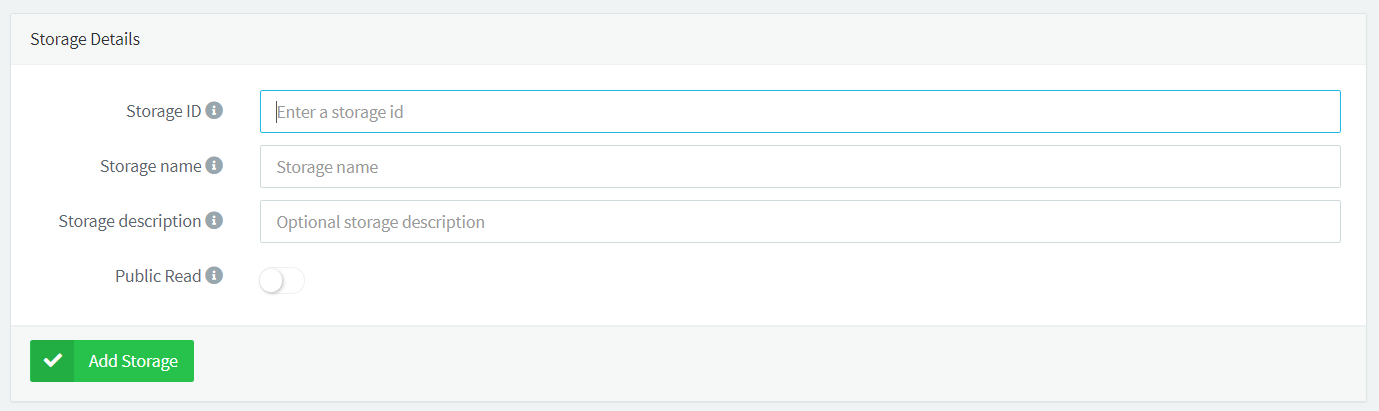 Storage Details
Storage ID
Enter a storage id
Storage name
Storage name
Storage description
Optional storage description
Public Read
Add Storage